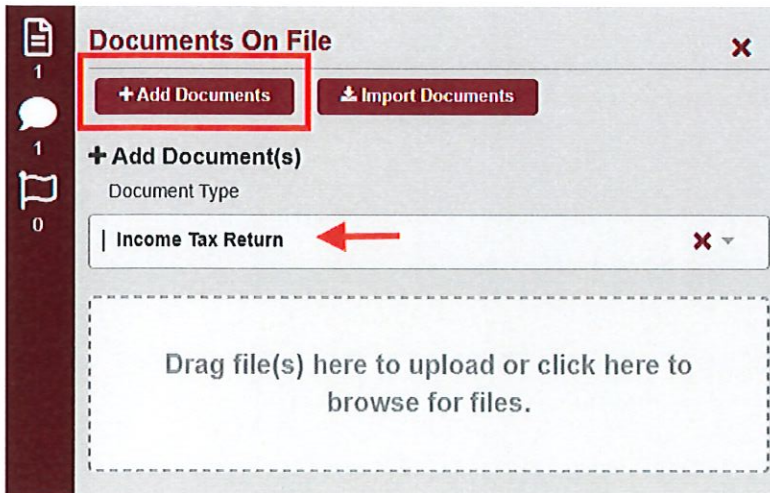 Documents On File
1
+ Add Documents
Import Documents
1
+ Add Document(s)
Document Type
0
Income Tax Return
Drag file(s) here to upload or click here to
browse for files.